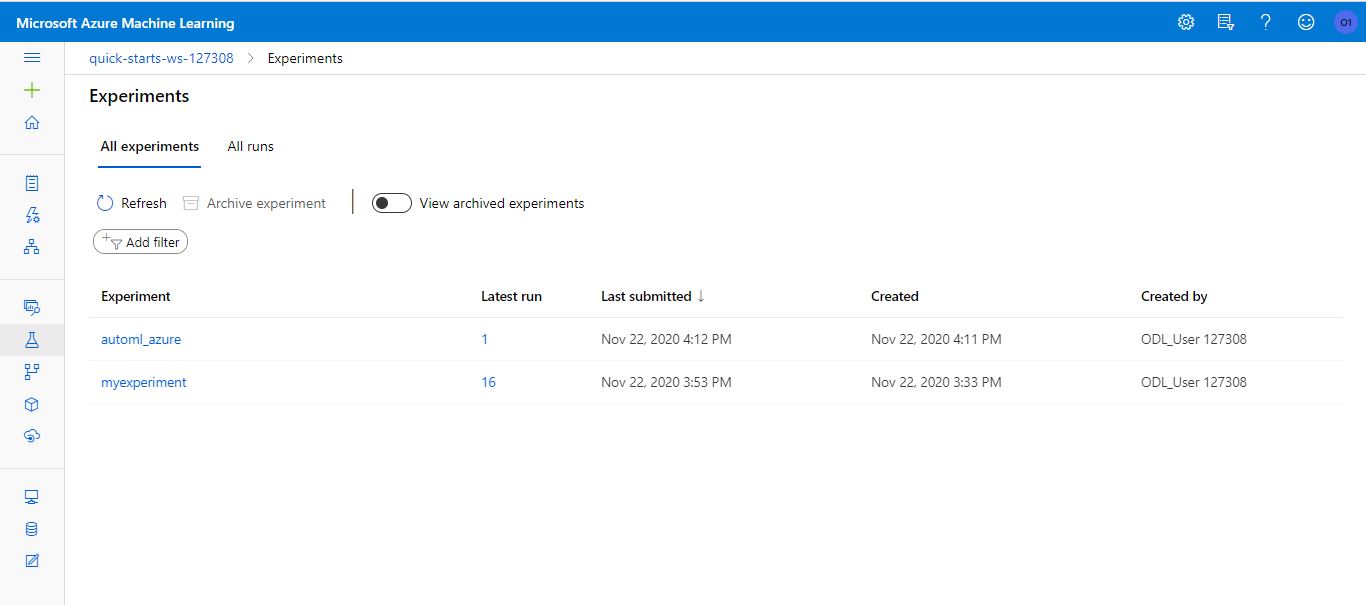 Microsoft Azure Machine Learning
O1
quick-starts-ws-127308 > Experiments
Experiments
All experiments All runs
Refresh Archive experiment View archived experiments
Add filter
Experiment Latest run Last submitted ↓ Created Created by
automl_azure 1 Nov 22, 2020 4:12 PM Nov 22, 2020 4:11 PM ODL_User 127308
myexperiment 16 Nov 22, 2020 3:53 PM Nov 22, 2020 3:33 PM ODL_User 127308